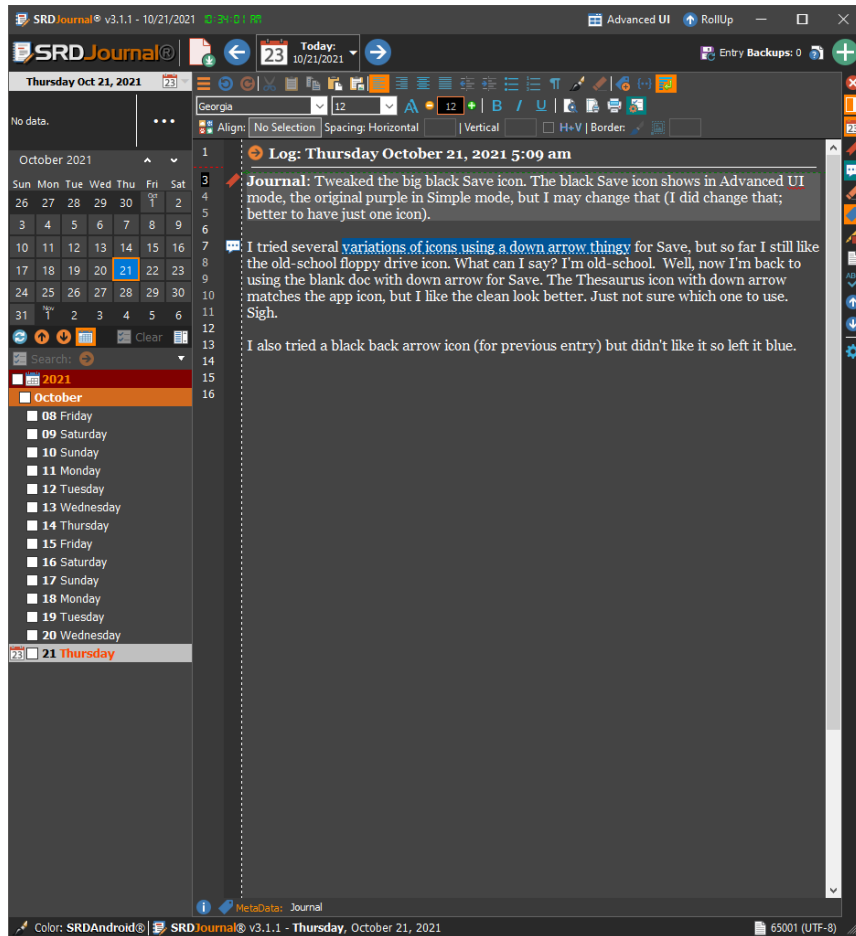 SRDJournal® v3.1.1 - 10/21/2021 Advanced UI RollUp
SRDJournal® 23 Today: 10/21/2021 Entry Backups: 0
Thursday Oct 21, 2021 23
No data.
October 2021
Sun Mon Tue Wed Thu Fri Sat
26 27 28 29 30 Oct 1 2
3 4 5 6 7 8 9
10 11 12 13 14 15 16
17 18 19 20 21 22 23
24 25 26 27 28 29 30
31 Nov 1 2 3 4 5 6
Clear
Search:
2021
October
08 Friday
09 Saturday
10 Sunday
11 Monday
12 Tuesday
13 Wednesday
14 Thursday
15 Friday
16 Saturday
17 Sunday
18 Monday
19 Tuesday
20 Wednesday
23 21 Thursday
Georgia 12 A 12 B I U
Align: No Selection Spacing: Horizontal | Vertical H+V | Border:
1 Log: Thursday October 21, 2021 5:09 am
3 Journal: Tweaked the big black Save icon. The black Save icon shows in Advanced UI
4 mode, the original purple in Simple mode, but I may change that (I did change that;
5 better to have just one icon).
6
7 I tried several variations of icons using a down arrow thingy for Save, but so far I still like
8 the old-school floppy drive icon. What can I say? I'm old-school. Well, now I'm back to
9 using the blank doc with down arrow for Save. The Thesaurus icon with down arrow
10 matches the app icon, but I like the clean look better. Just not sure which one to use.
11 Sigh.
12
13 I also tried a black back arrow icon (for previous entry) but didn't like it so left it blue.
14
15
16
MetaData: Journal
Color: SRDAndroid® SRDJournal® v3.1.1 - Thursday, October 21, 2021 65001 (UTF-8)